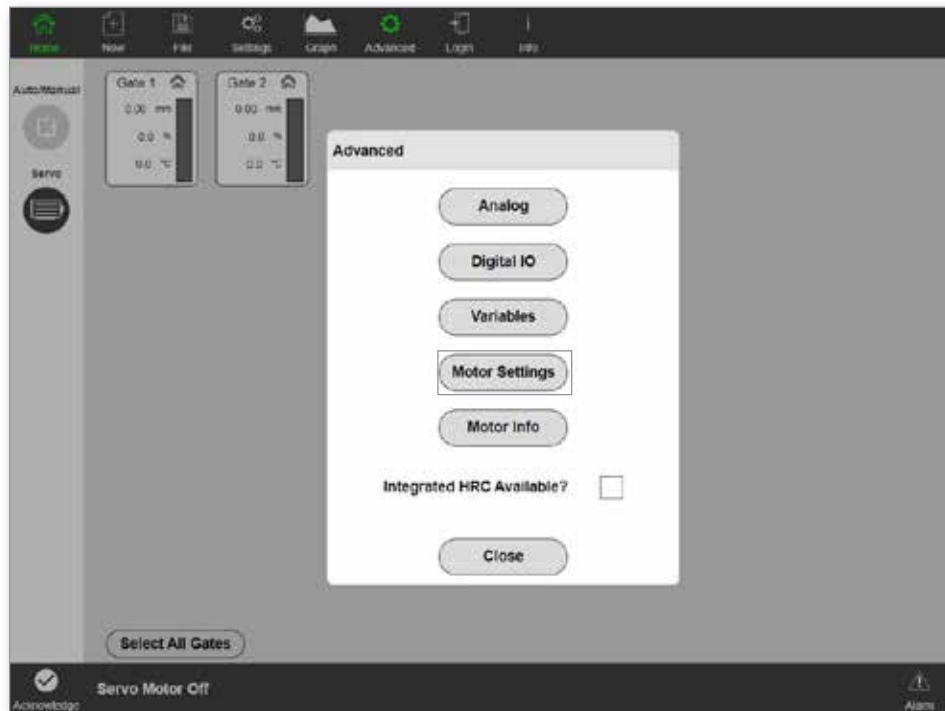 Home New File Settings Graph Advanced Login Info
Auto/Manual
Servo
Gate 1
0.00 mm
0.0 %
0.0 °C
Gate 2
0.00 mm
0.0 %
0.0 °C
Advanced
Analog
Digital IO
Variables
Motor Settings
Motor Info
Integrated HRC Available?
Close
Select All Gates
Acknowledge
Servo Motor Off
Alarm